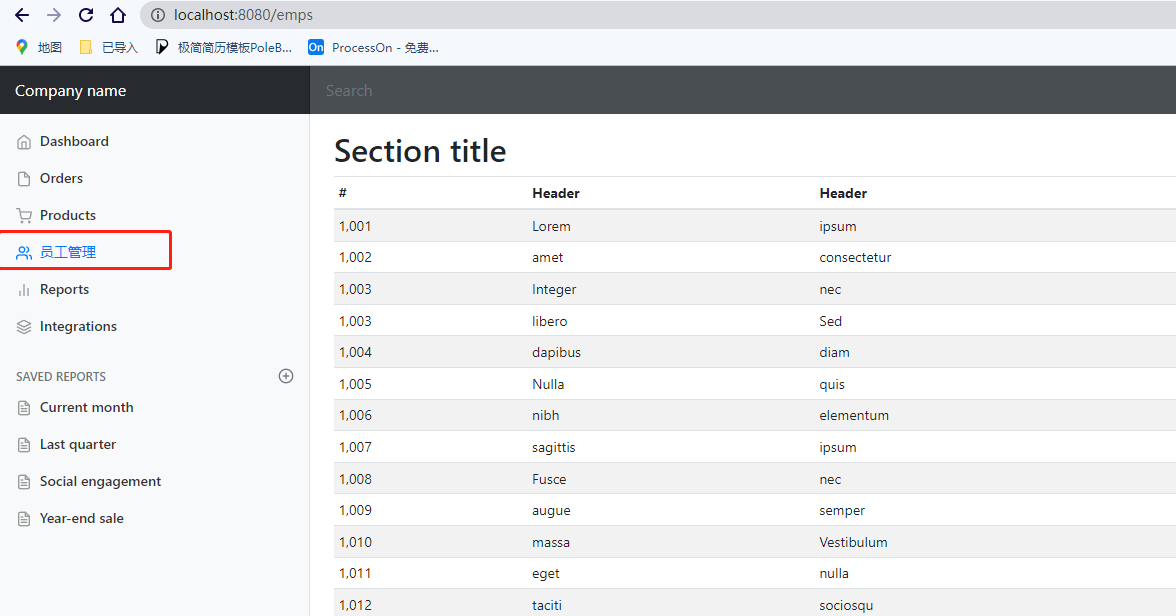 localhost:8080/emps
地图 已导入 极简简历模板PoleB... On ProcessOn - 免费...
Company name Search
Dashboard
Orders
Products
员工管理
Reports
Integrations
SAVED REPORTS
Current month
Last quarter
Social engagement
Year-end sale
Section title
# Header Header
1,001 Lorem ipsum
1,002 amet consectetur
1,003 Integer nec
1,003 libero Sed
1,004 dapibus diam
1,005 Nulla quis
1,006 nibh elementum
1,007 sagittis ipsum
1,008 Fusce nec
1,009 augue semper
1,010 massa Vestibulum
1,011 eget nulla
1,012 taciti sociosqu